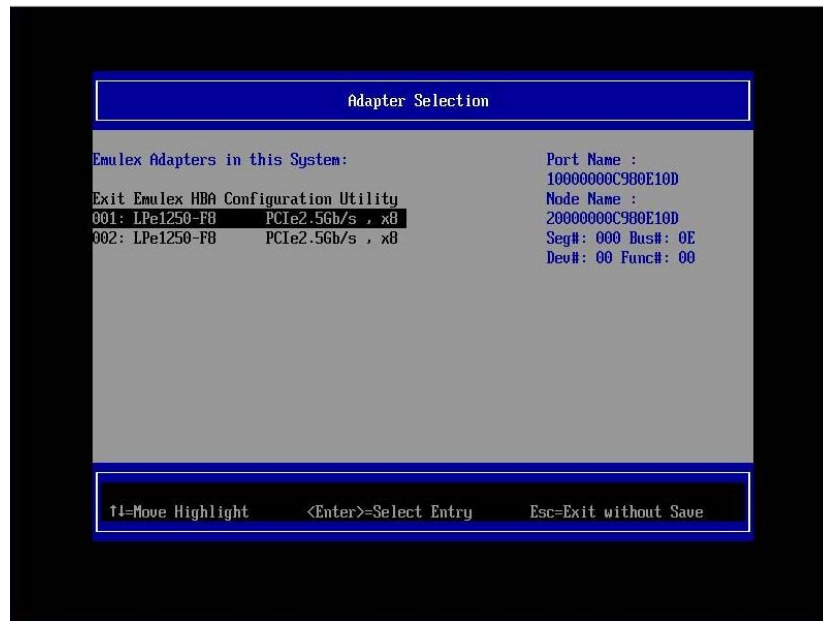 Adapter Selection
Emulex Adapters in this System:
Exit Emulex HBA Configuration Utility
001: LPe1250-F8 PCIe2.5Gb/s , x8
002: LPe1250-F8 PCIe2.5Gb/s , x8
Port Name :
10000000C980E10D
Node Name :
20000000C980E10D
Seg#: 000 Bus#: 0E
Dev#: 00 Func#: 00
↑↓=Move Highlight <Enter>=Select Entry Esc=Exit without Save